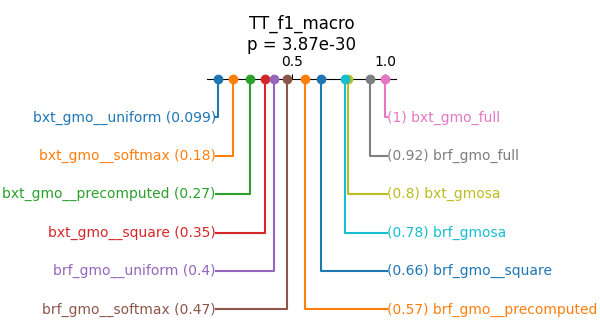 TT_f1_macro
p = 3.87e-30
0.5
1.0
bxt_gmo__uniform (0.099)
(1) bxt_gmo_full
bxt_gmo__softmax (0.18)
(0.92) brf_gmo_full
bxt_gmo__precomputed (0.27)
(0.8) bxt_gmosa
bxt_gmo__square (0.35)
(0.78) brf_gmosa
brf_gmo__uniform (0.4)
(0.66) brf_gmo__square
brf_gmo__softmax (0.47)
(0.57) brf_gmo__precomputed